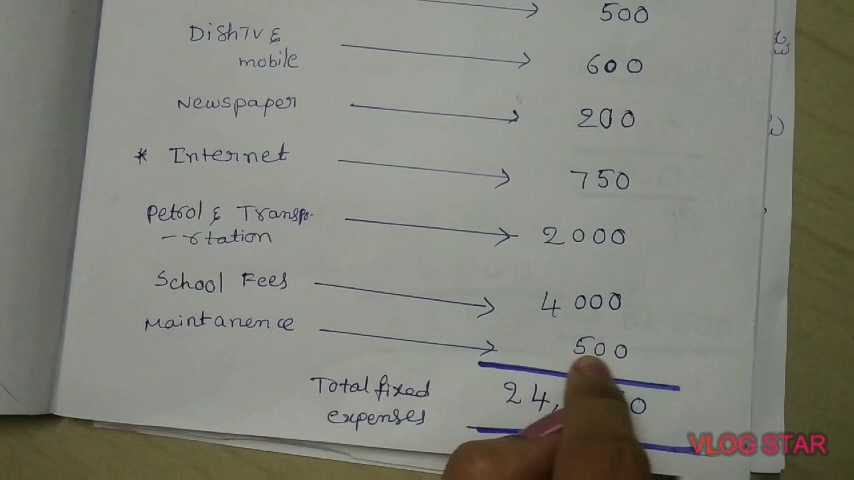 500
DishTV &
mobile 600
Newspaper 200
* Internet 750
Petrol & Transpo-
-rtation 2000
School Fees 4000
Maintanence 500
Total fixed 24,
expenses
VLOG STAR